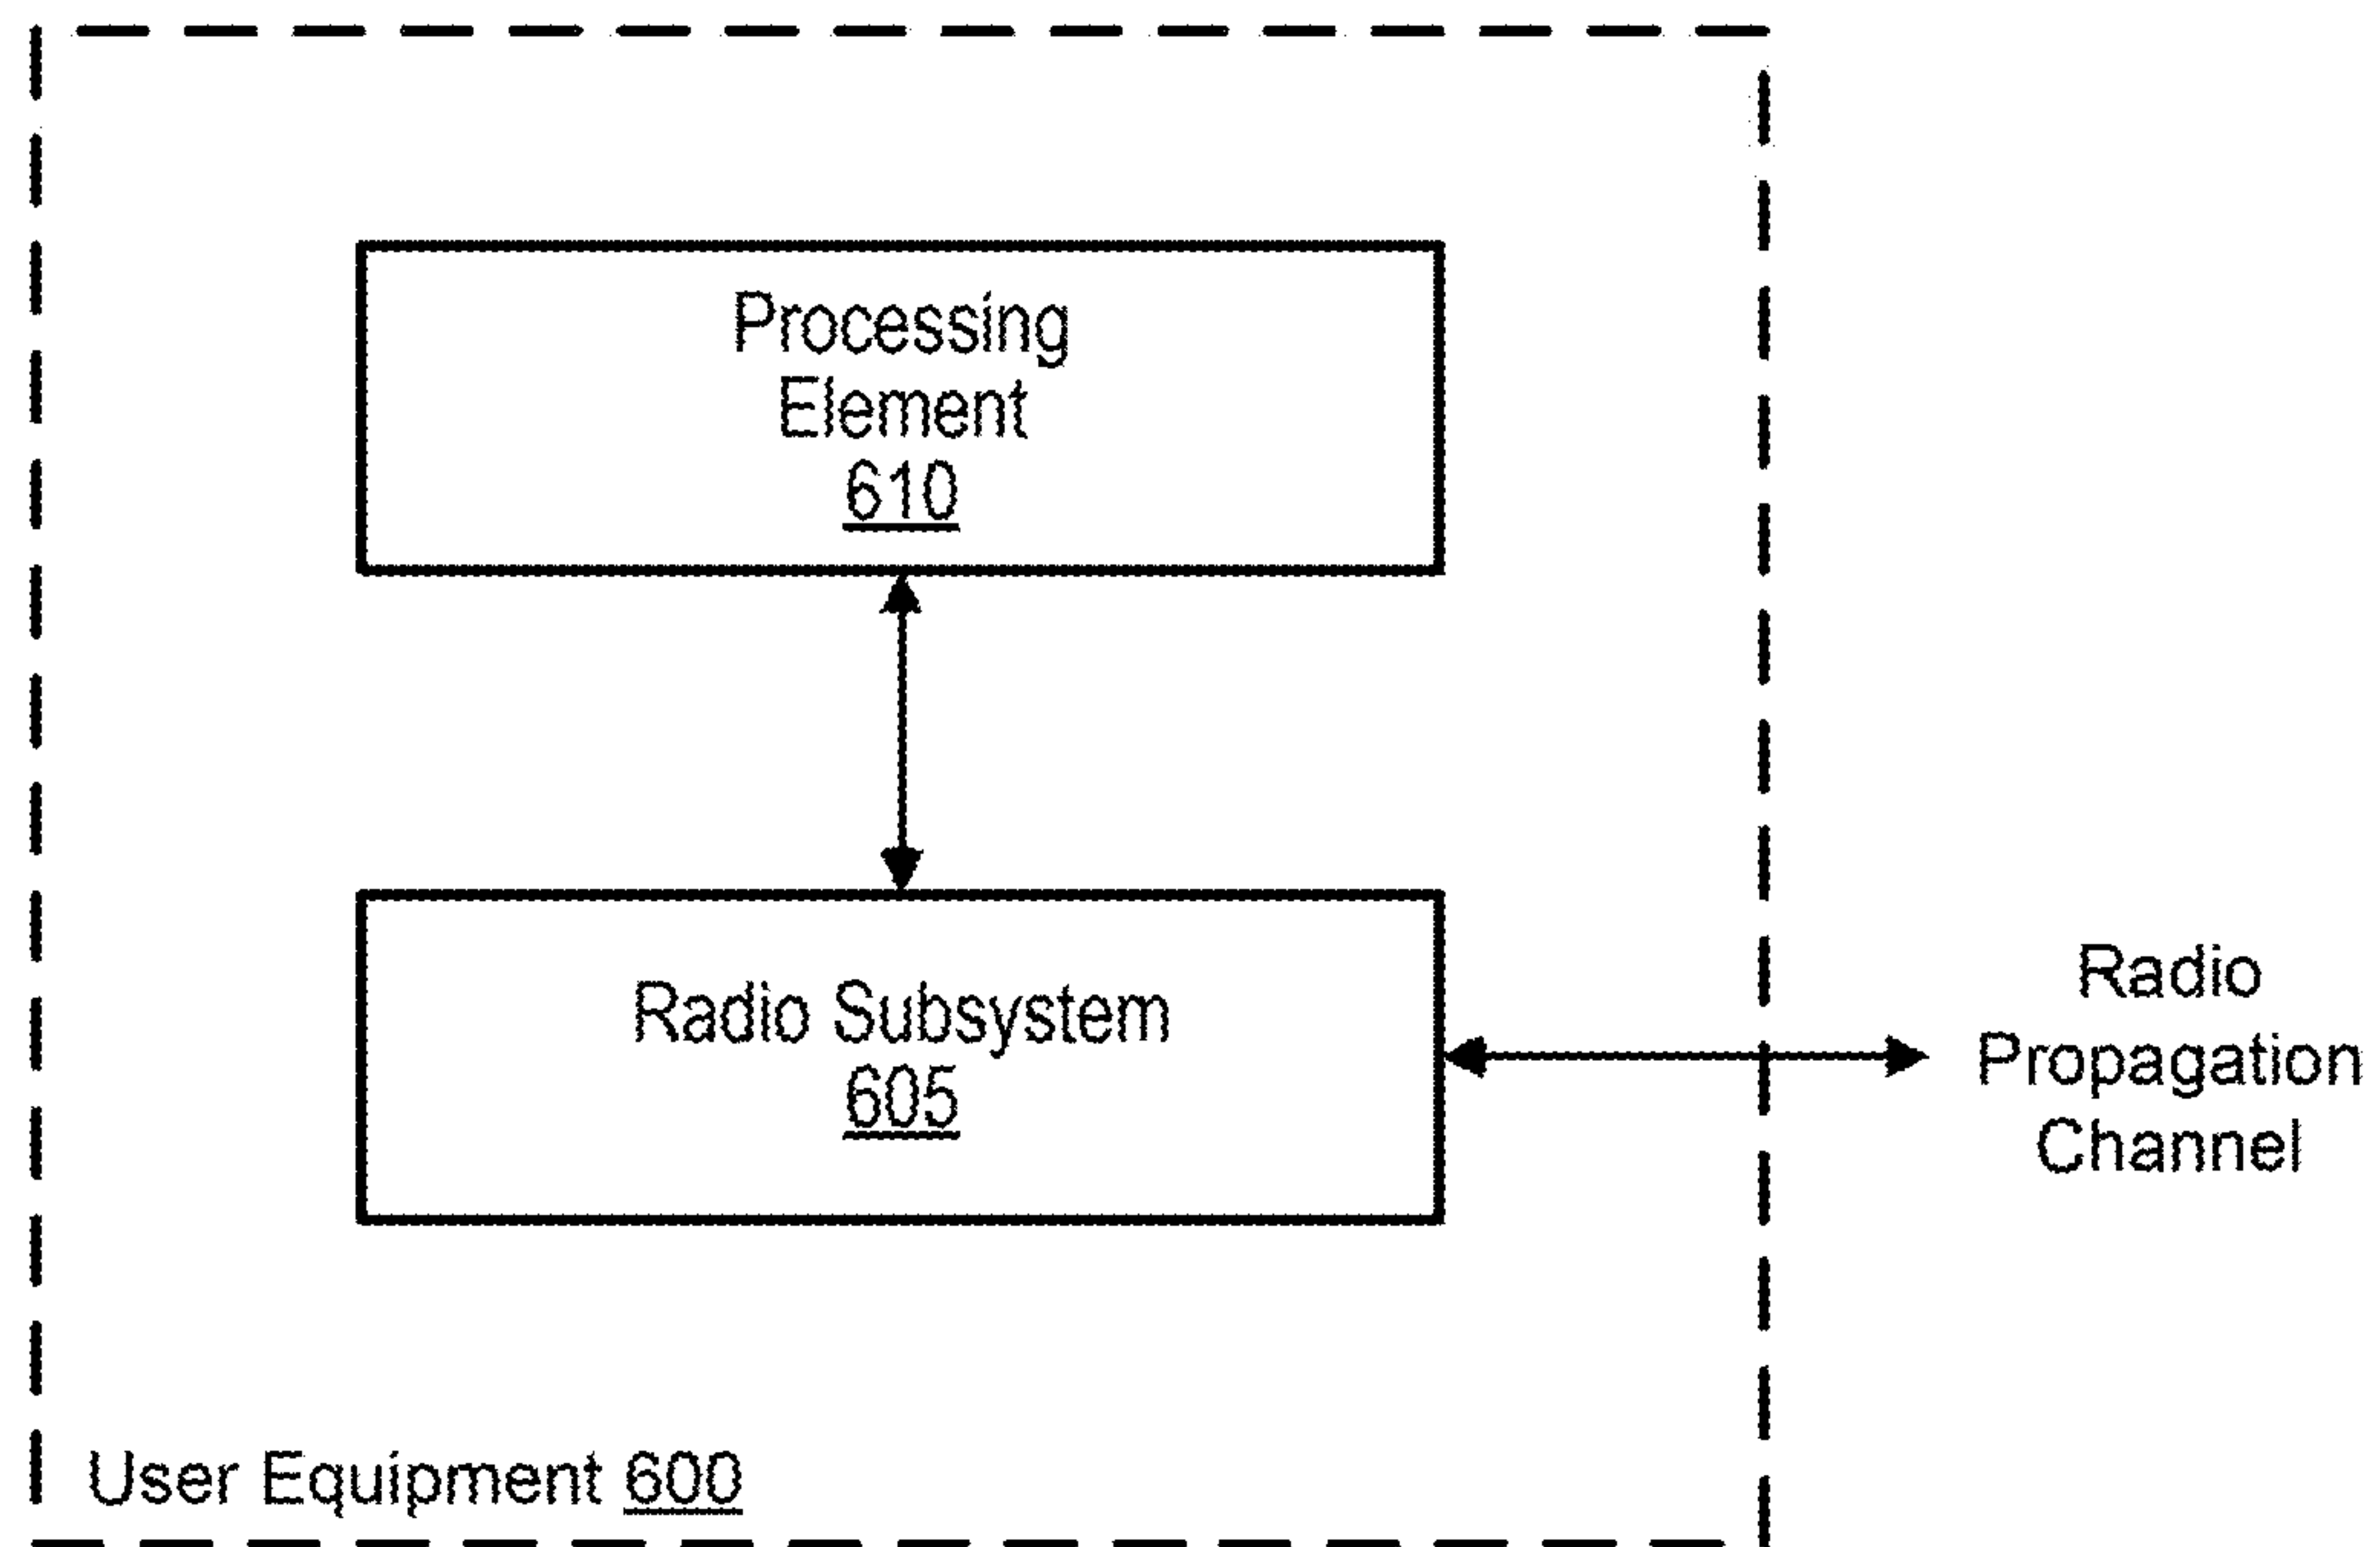 Processing
Element
610
Radio Subsystem
605
Radio
Propagation
Channel
User Equipment 600